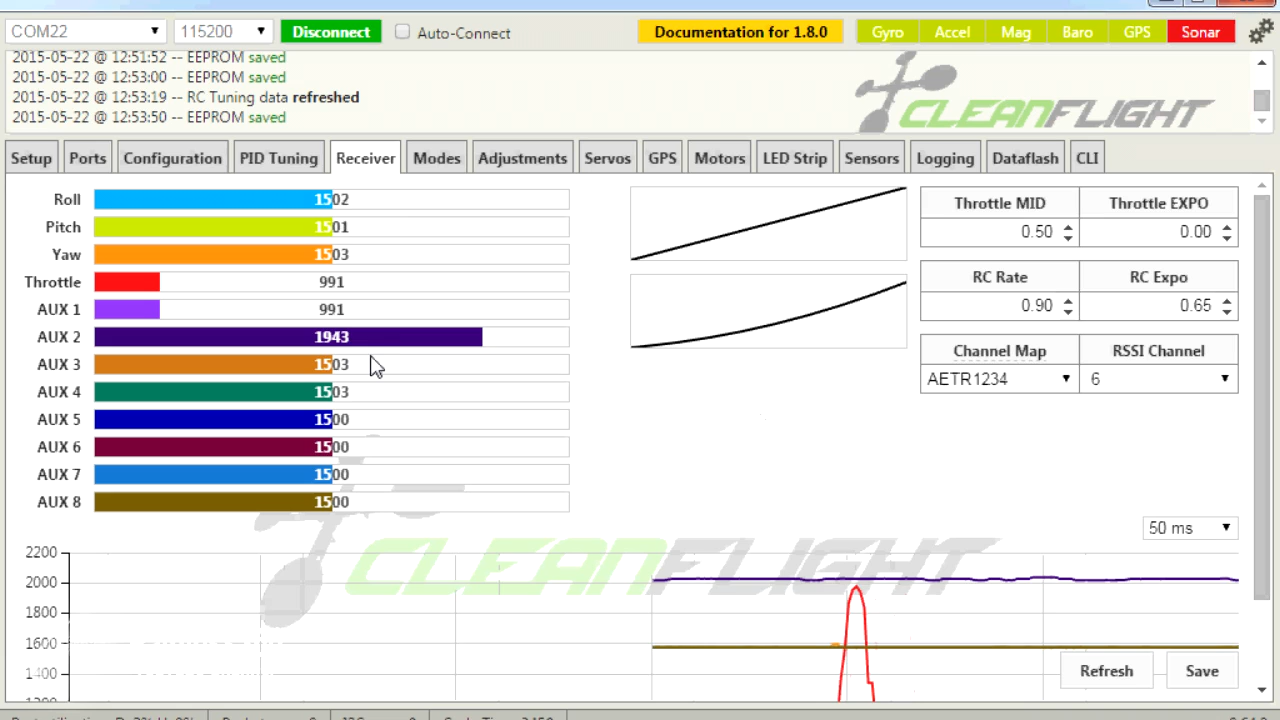 COM22 115200 Disconnect Auto-Connect Documentation for 1.8.0 Gyro Accel Mag Baro GPS Sonar
2015-05-22 @ 12:51:52 -- EEPROM saved
2015-05-22 @ 12:53:00 -- EEPROM saved
2015-05-22 @ 12:53:19 -- RC Tuning data refreshed
2015-05-22 @ 12:53:50 -- EEPROM saved
CLEANFLIGHT
Setup Ports Configuration PID Tuning Receiver Modes Adjustments Servos GPS Motors LED Strip Sensors Logging Dataflash CLI
Roll 1502
Pitch 1501
Yaw 1503
Throttle 991
AUX 1 991
AUX 2 1943
AUX 3 1503
AUX 4 1503
AUX 5 1500
AUX 6 1500
AUX 7 1500
AUX 8 1500
Throttle MID Throttle EXPO
0.50 0.00
RC Rate RC Expo
0.90 0.65
Channel Map RSSI Channel
AETR1234 6
50 ms
CLEANFLIGHT
2200
2000
1800
1600
1400
Refresh Save